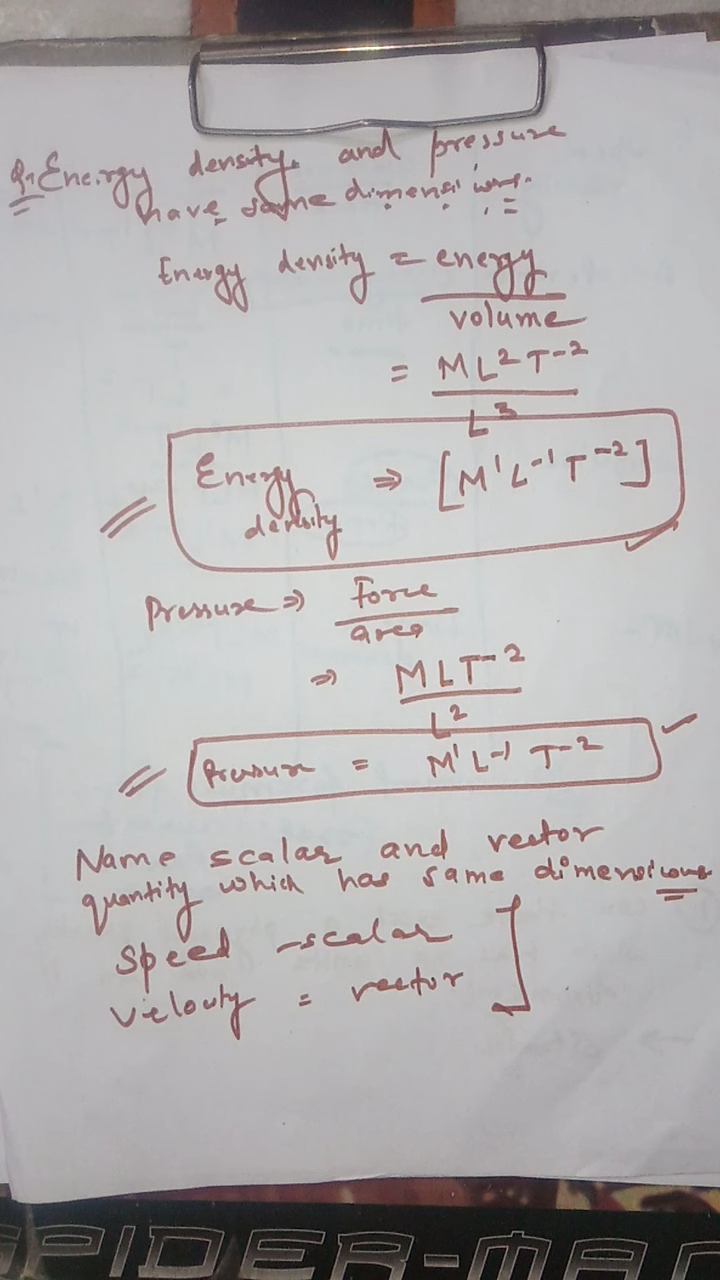 Q:- Energy density and pressure
have same dimensions.
Energy density = energy
volume
= ML²T⁻²
L³
Energy density ⇒ [M¹L⁻¹T⁻²]
Pressure ⇒ Force
area
⇒ MLT⁻²
L²
Pressure = M¹L⁻¹T⁻²
Name scalar and vector
quantity which has same dimensions
Speed - scalar
Velocity = vector
SPIDER-MAN